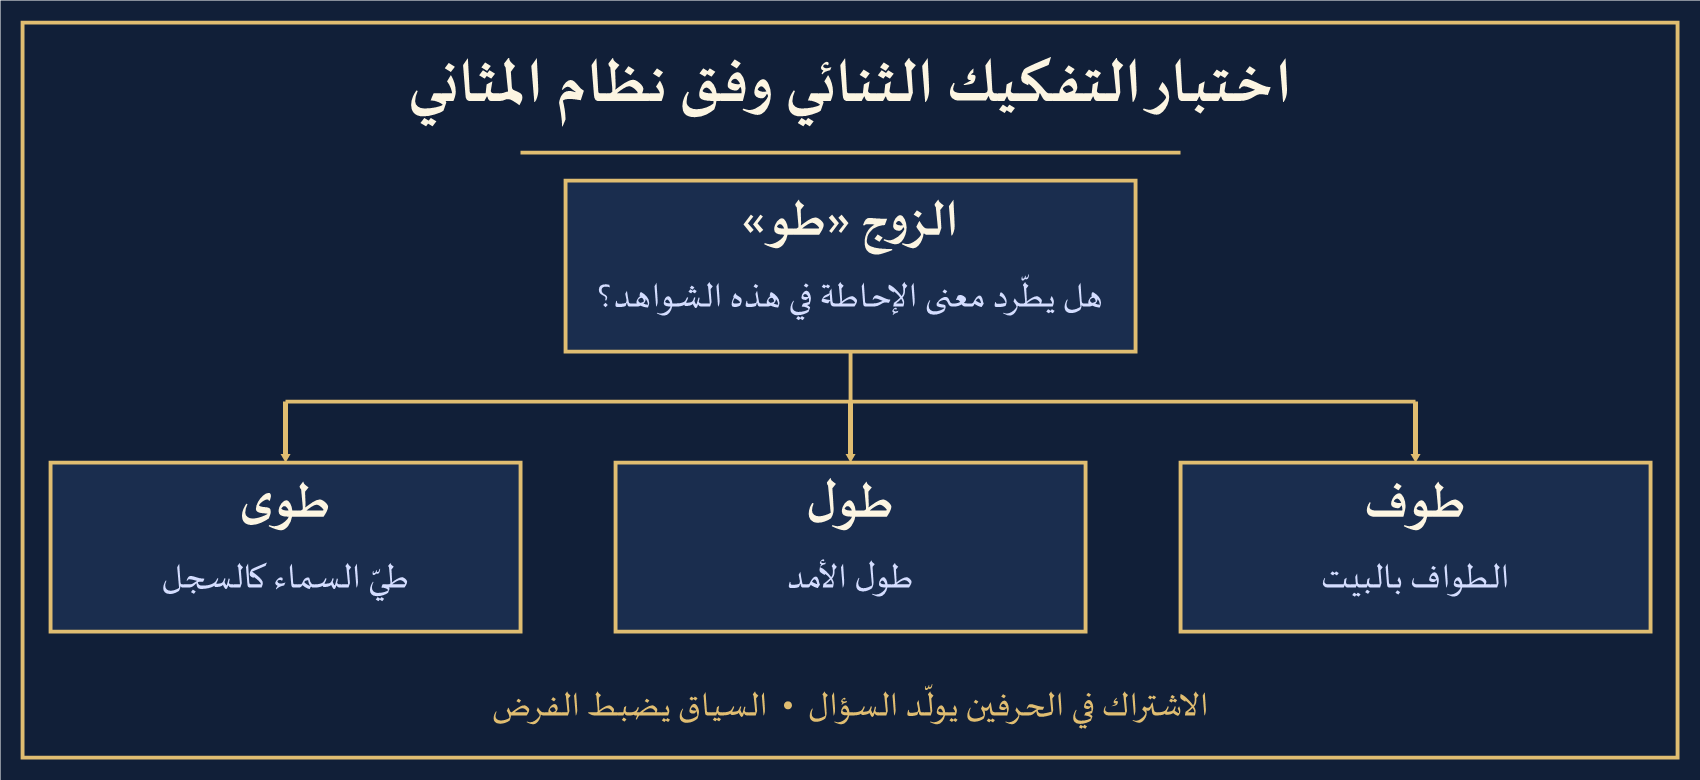 اختبار التفكيك الثنائي وفق نظام المثاني
الزوج «طو»
هل يطّرد معنى الإحاطة في هذه الشواهد؟
طوف
الطواف بالبيت
طول
طول الأمد
طوى
طيّ السماء كالسجل
الاشتراك في الحرفين يولّد السؤال • السياق يضبط الفرض